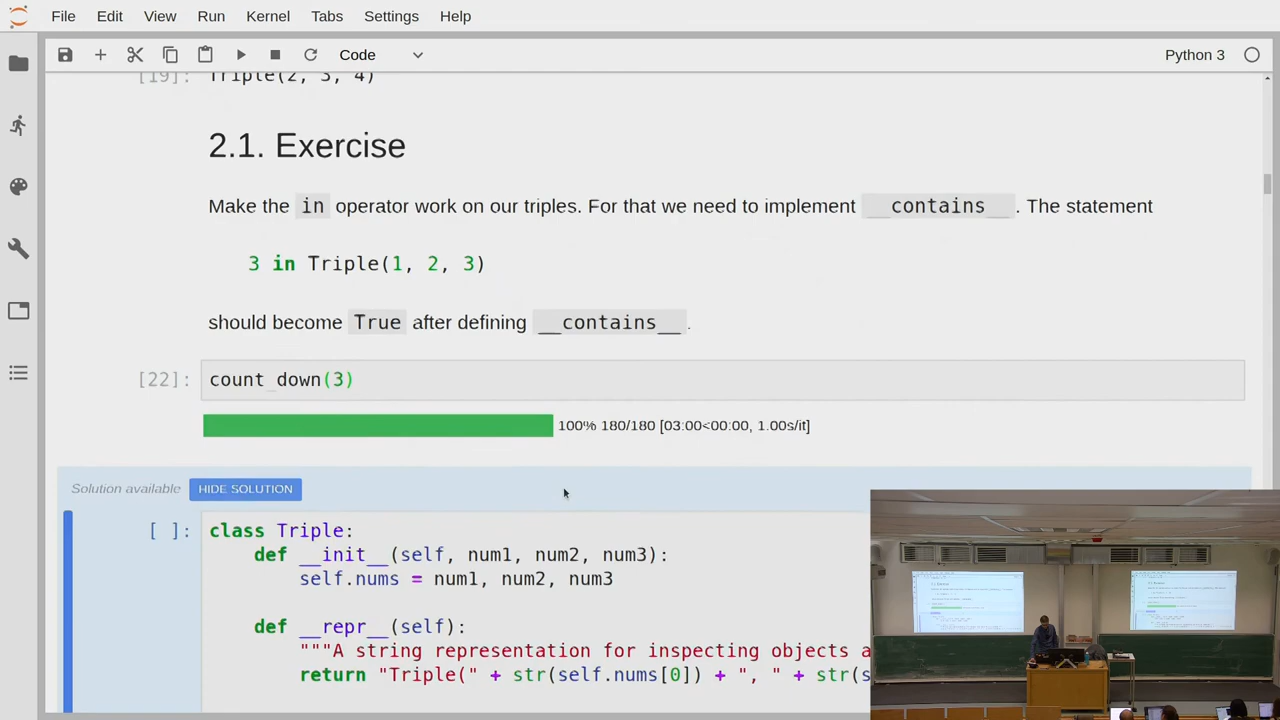 File Edit View Run Kernel Tabs Settings Help
Code Python 3
[19]: Triple(2, 3, 4)
2.1. Exercise
Make the in operator work on our triples. For that we need to implement __contains__ . The statement
3 in Triple(1, 2, 3)
should become True after defining __contains__ .
[22]: count_down(3)
100% 180/180 [03:00<00:00, 1.00s/it]
Solution available HIDE SOLUTION
[ ]: class Triple:
def __init__(self, num1, num2, num3):
self.nums = num1, num2, num3
def __repr__(self):
"""A string representation for inspecting objects a
return "Triple(" + str(self.nums[0]) + ", " + str(s